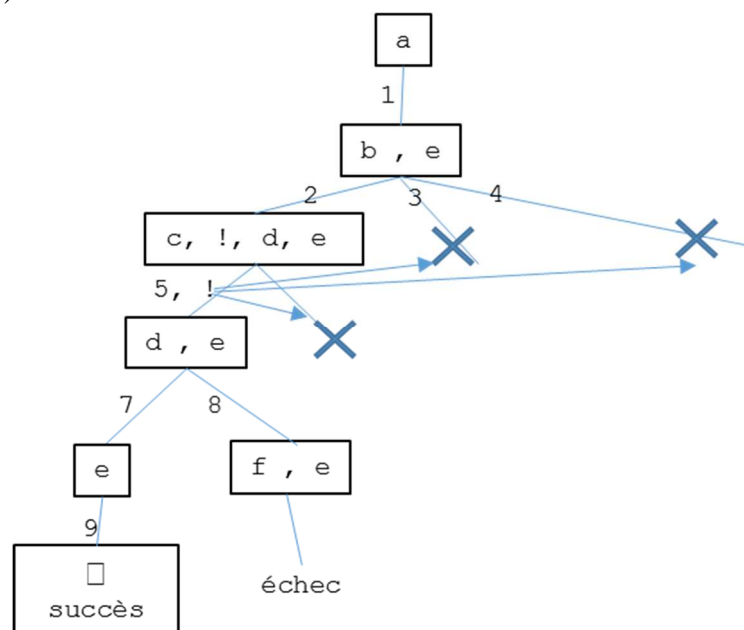 )
a
1
b , e
2 3 4
c, !, d, e
5, !
d , e
7 8
e
f , e
9
□
échec
succès